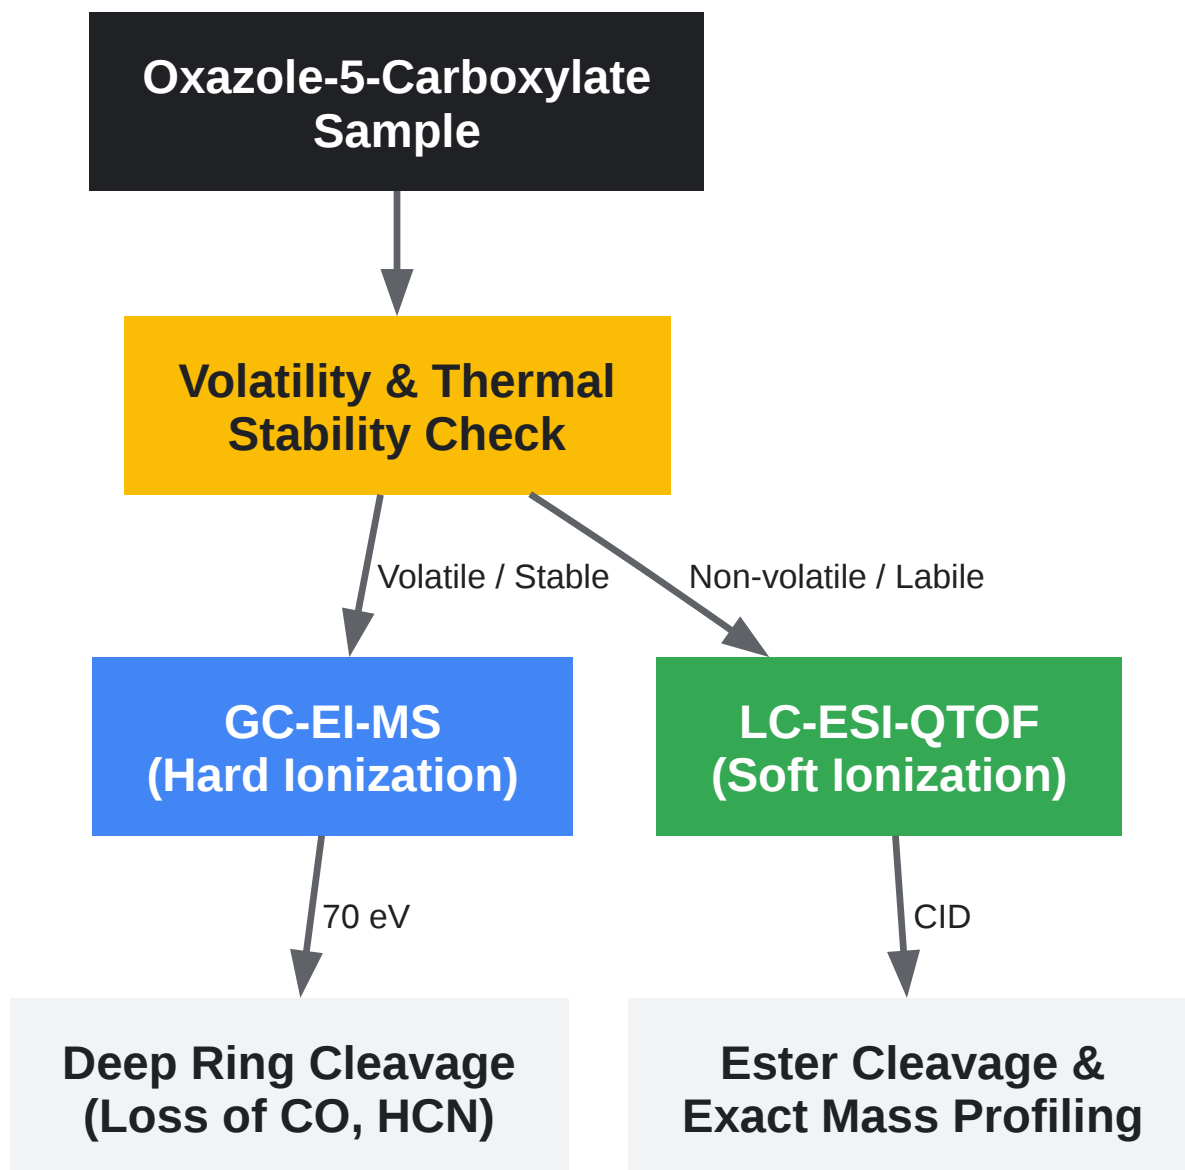 Oxazole-5-Carboxylate
Sample
Volatility & Thermal
Stability Check
Volatile / Stable
Non-volatile / Labile
GC-EI-MS
(Hard Ionization)
LC-ESI-QTOF
(Soft Ionization)
70 eV
CID
Deep Ring Cleavage
(Loss of CO, HCN)
Ester Cleavage &
Exact Mass Profiling